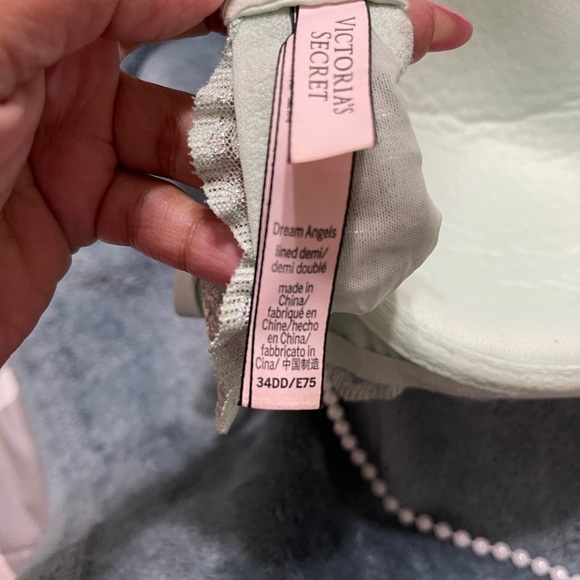 VICTORIA'S
SECRET
Dream Angels
lined demi/
demi doublé
made in
China/
fabriqué en
Chine/hecho
en China/
fabbricato in
Cina/ 中国制造
34DD/E75